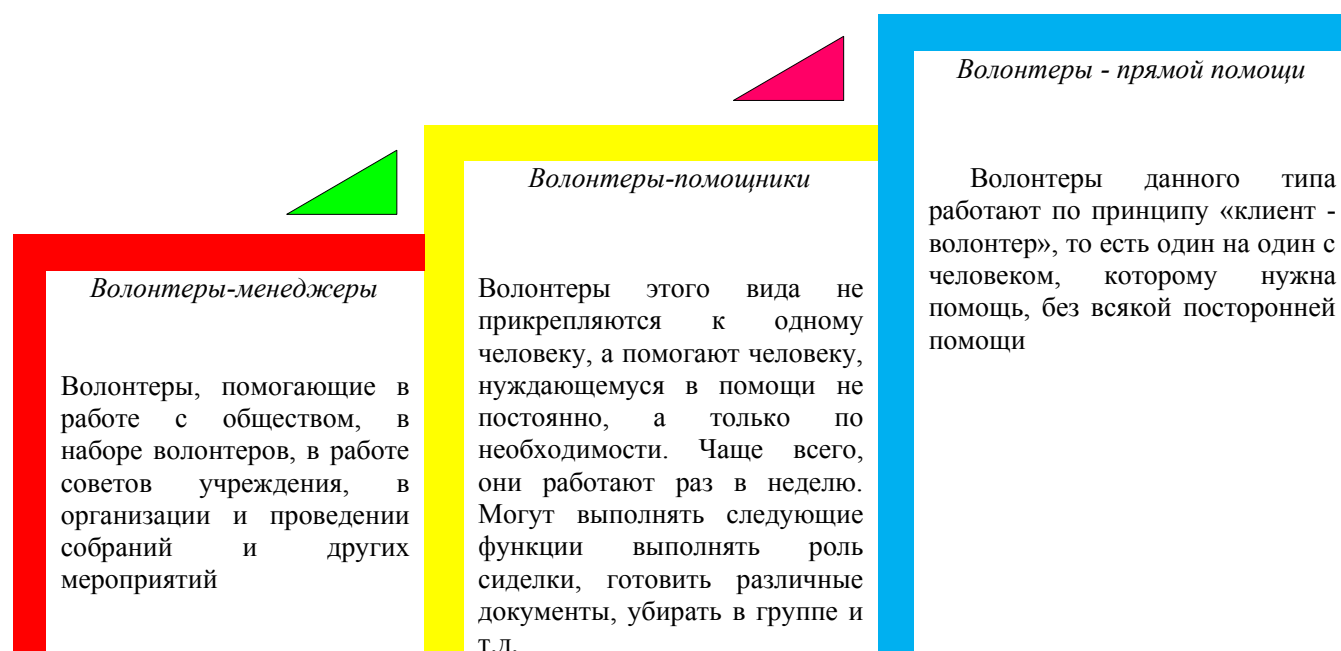 Волонтеры-менеджеры
Волонтеры, помогающие в
работе с обществом, в
наборе волонтеров, в работе
советов учреждения, в
организации и проведении
собраний и других
мероприятий
Волонтеры-помощники
Волонтеры этого вида не
прикрепляются к одному
человеку, а помогают человеку,
нуждающемуся в помощи не
постоянно, а только по
необходимости. Чаще всего,
они работают раз в неделю.
Могут выполнять следующие
функции выполнять роль
сиделки, готовить различные
документы, убирать в группе и
т.д.
Волонтеры - прямой помощи
Волонтеры данного типа
работают по принципу «клиент -
волонтер», то есть один на один с
человеком, которому нужна
помощь, без всякой посторонней
помощи